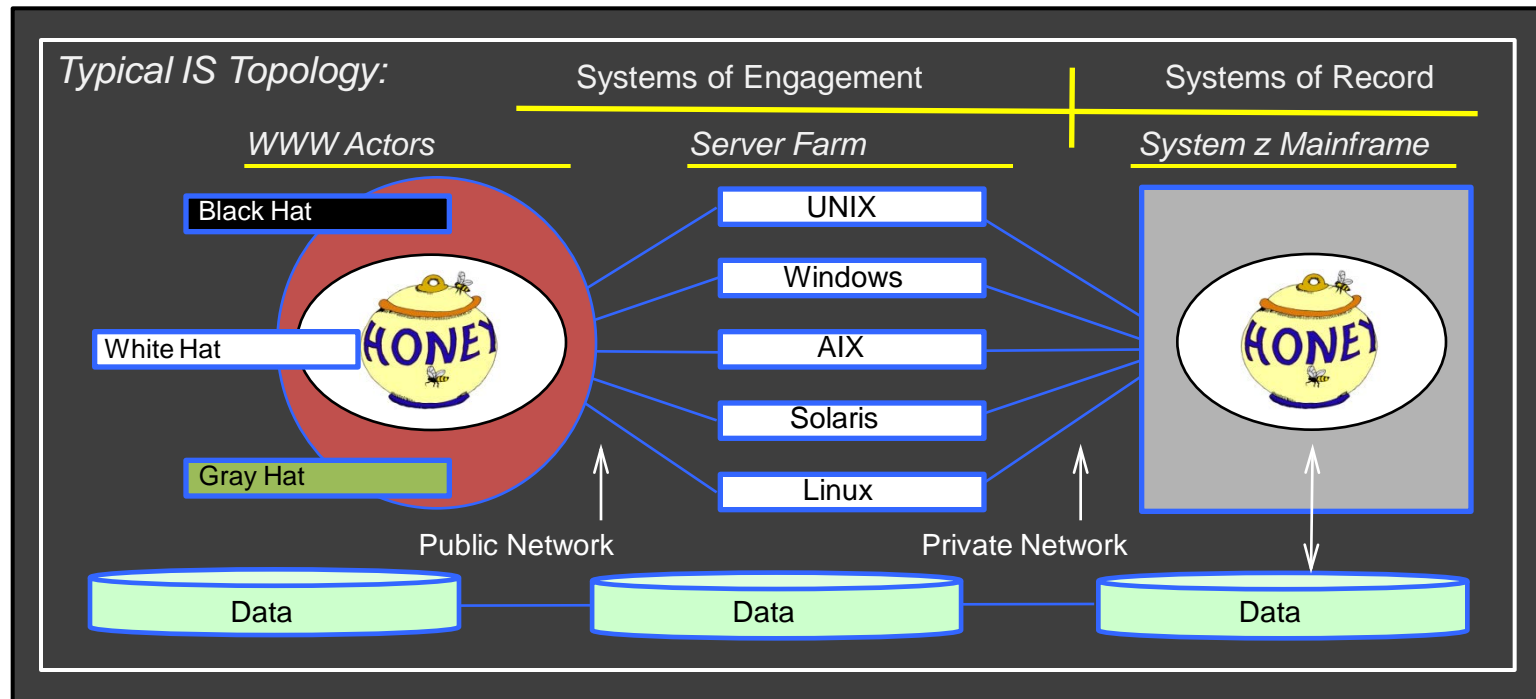 Typical IS Topology:
Systems of Engagement
Systems of Record
WWW Actors
Server Farm
System z Mainframe
Black Hat
White Hat
Gray Hat
HONEY
UNIX
Windows
AIX
Solaris
Linux
HONEY
Public Network
Private Network
Data
Data
Data